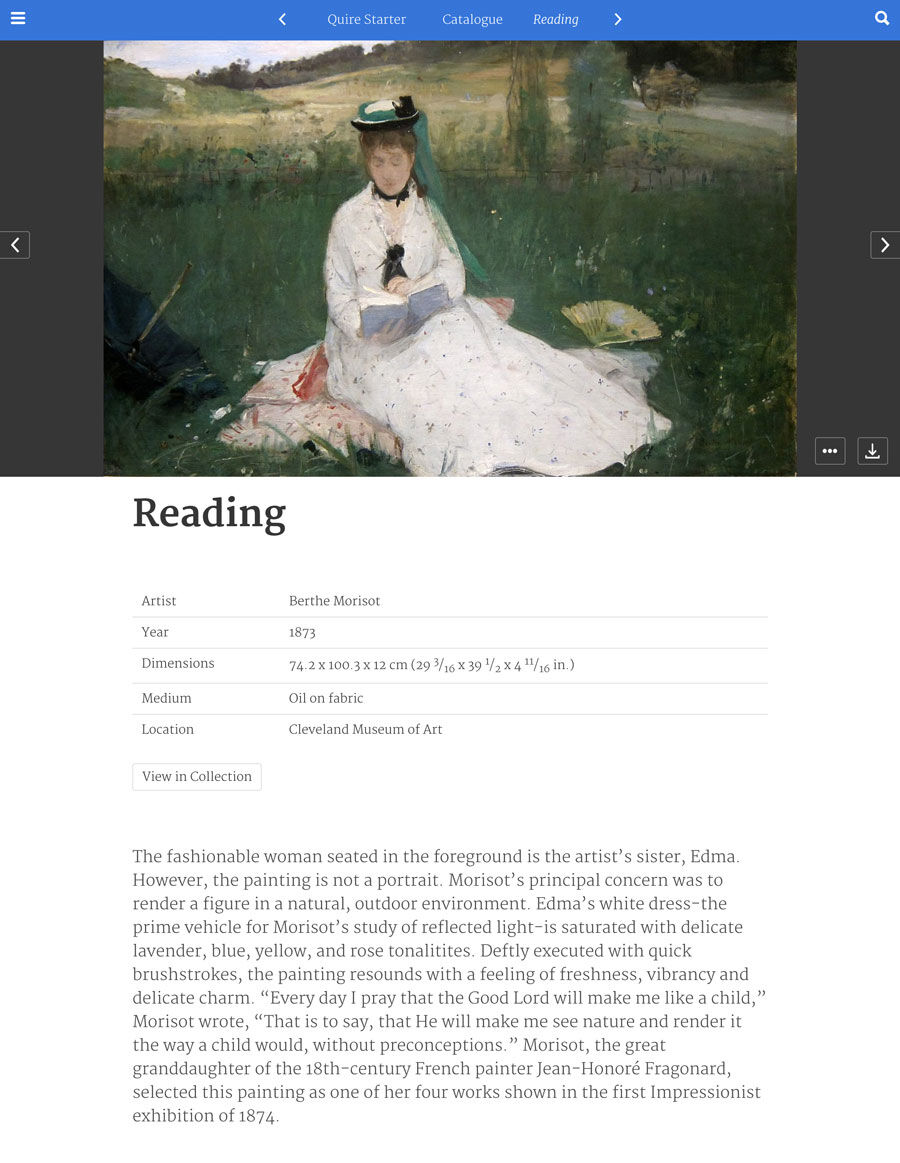 Quire Starter Catalogue Reading
Reading
Artist Berthe Morisot
Year 1873
Dimensions 74.2 x 100.3 x 12 cm (29 3/16 x 39 1/2 x 4 11/16 in.)
Medium Oil on fabric
Location Cleveland Museum of Art
View in Collection
The fashionable woman seated in the foreground is the artist’s sister, Edma.
However, the painting is not a portrait. Morisot’s principal concern was to
render a figure in a natural, outdoor environment. Edma’s white dress–the
prime vehicle for Morisot’s study of reflected light–is saturated with delicate
lavender, blue, yellow, and rose tonalitites. Deftly executed with quick
brushstrokes, the painting resounds with a feeling of freshness, vibrancy and
delicate charm. “Every day I pray that the Good Lord will make me like a child,”
Morisot wrote, “That is to say, that He will make me see nature and render it
the way a child would, without preconceptions.” Morisot, the great
granddaughter of the 18th-century French painter Jean-Honoré Fragonard,
selected this painting as one of her four works shown in the first Impressionist
exhibition of 1874.